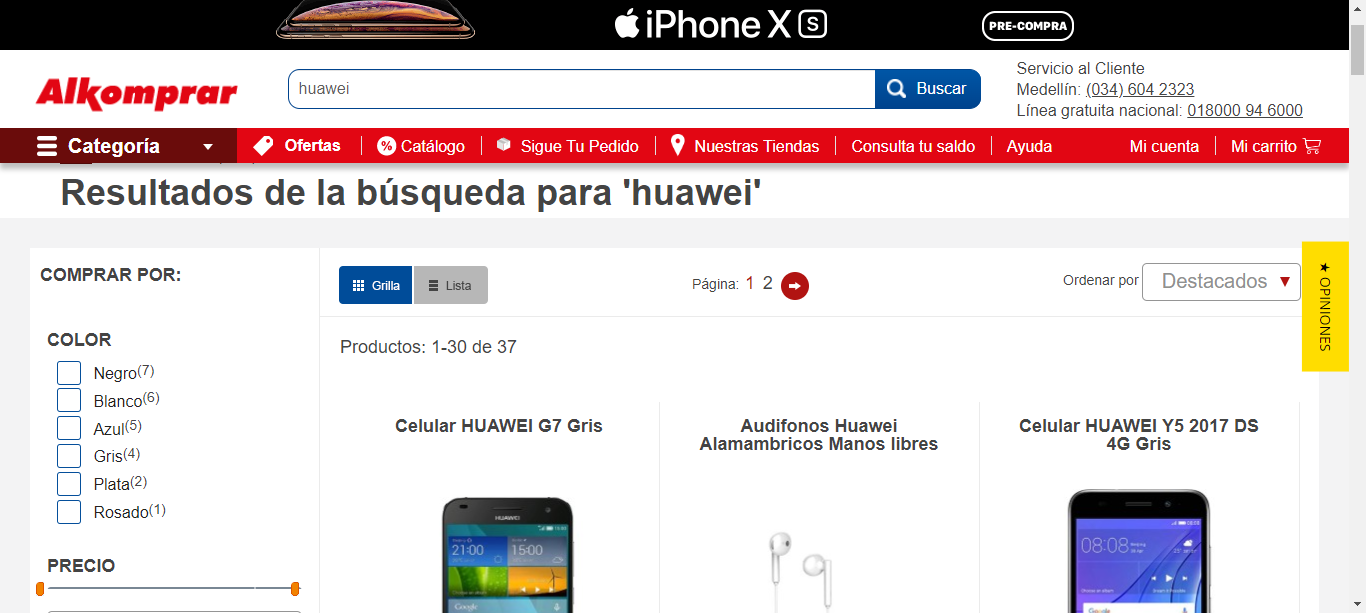 iPhone XS
PRE-COMPRA
Alkomprar
huawei
Buscar
Servicio al Cliente
Medellín: (034) 604 2323
Línea gratuita nacional: 018000 94 6000
Categoría
Ofertas
Catálogo
Sigue Tu Pedido
Nuestras Tiendas
Consulta tu saldo
Ayuda
Mi cuenta
Mi carrito
Resultados de la búsqueda para 'huawei'
COMPRAR POR:
COLOR
Negro(7)
Blanco(6)
Azul(5)
Gris(4)
Plata(2)
Rosado(1)
PRECIO
Grilla
Lista
Página: 1 2
Ordenar por
Destacados
★ OPINIONES
Productos: 1-30 de 37
Celular HUAWEI G7 Gris
HUAWEI
21:00
15:00
Google
Audifonos Huawei
Alamambricos Manos libres
Celular HUAWEI Y5 2017 DS
4G Gris
08:08
Google